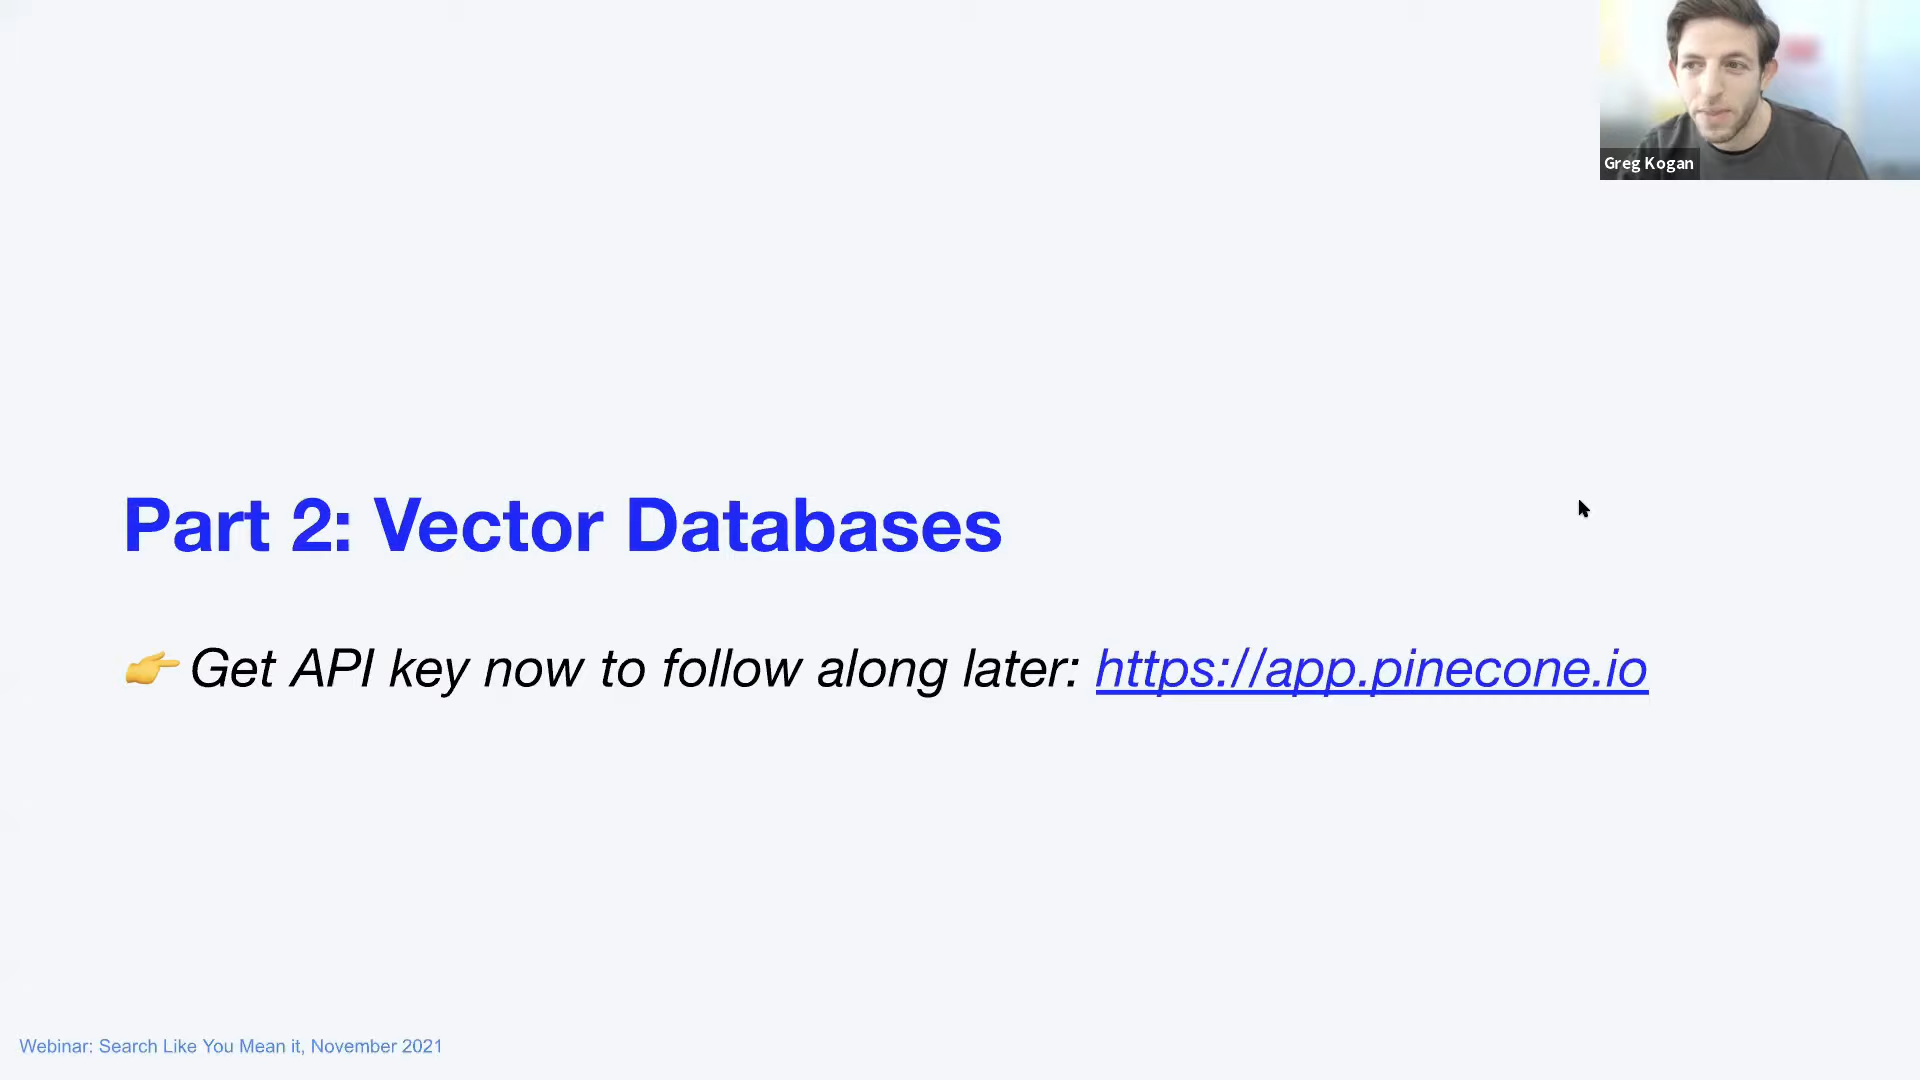 Greg Kogan
Part 2: Vector Databases
👉 Get API key now to follow along later: https://app.pinecone.io
Webinar: Search Like You Mean it, November 2021